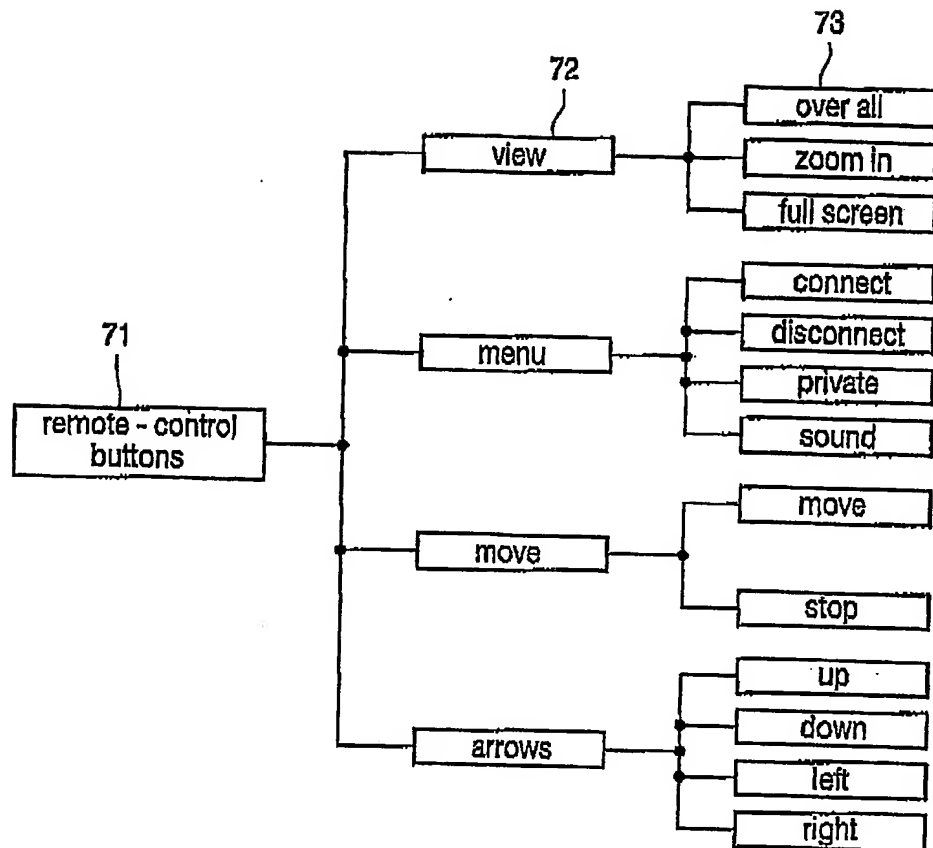 73
72
over all
view
zoom in
full screen
connect
71
menu
disconnect
private
remote - control
buttons
sound
move
move
stop
up
arrows
down
left
right